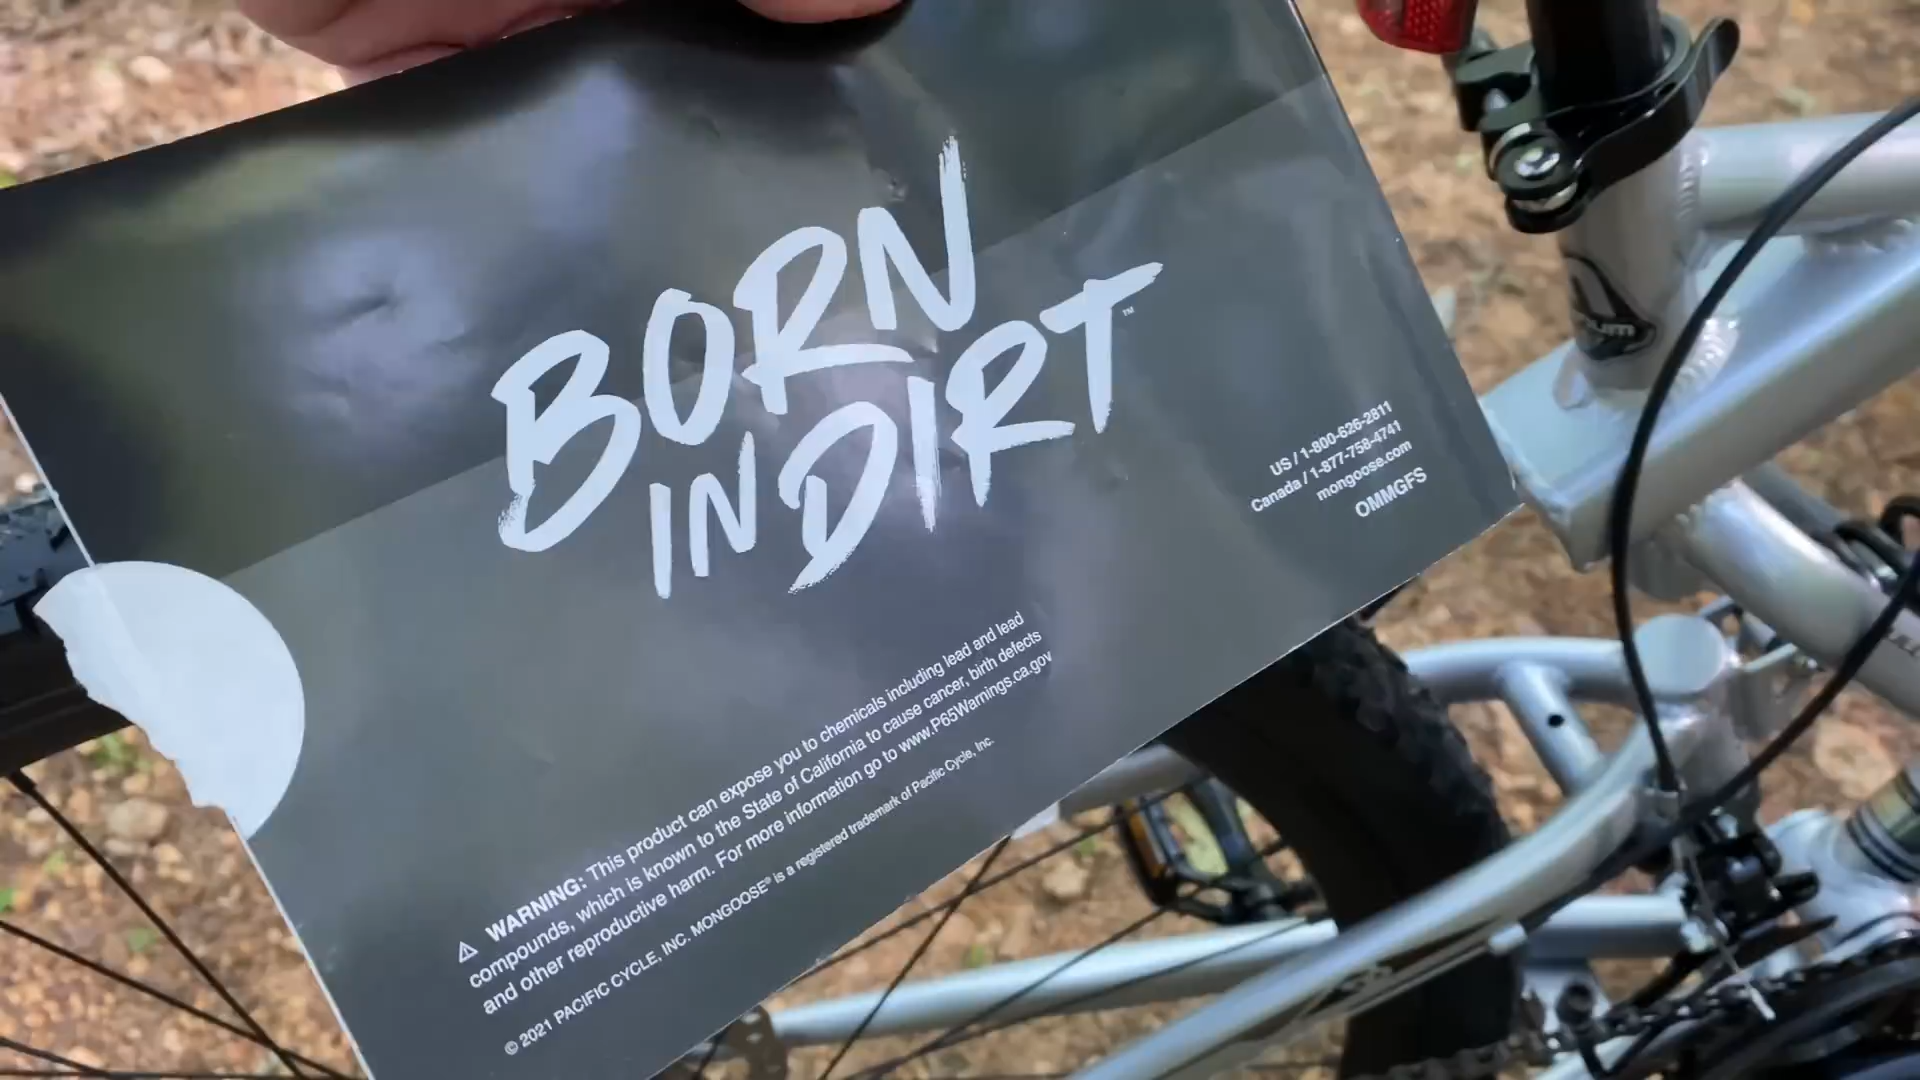 BORN
IN DIRT™
US / 1-800-626-2811
Canada / 1-877-758-4741
mongoose.com
OMMGFS
⚠ WARNING: This product can expose you to chemicals including lead and lead
compounds, which is known to the State of California to cause cancer, birth defects
and other reproductive harm. For more information go to www.P65Warnings.ca.gov
© 2021 PACIFIC CYCLE, INC. MONGOOSE® is a registered trademark of Pacific Cycle, Inc.